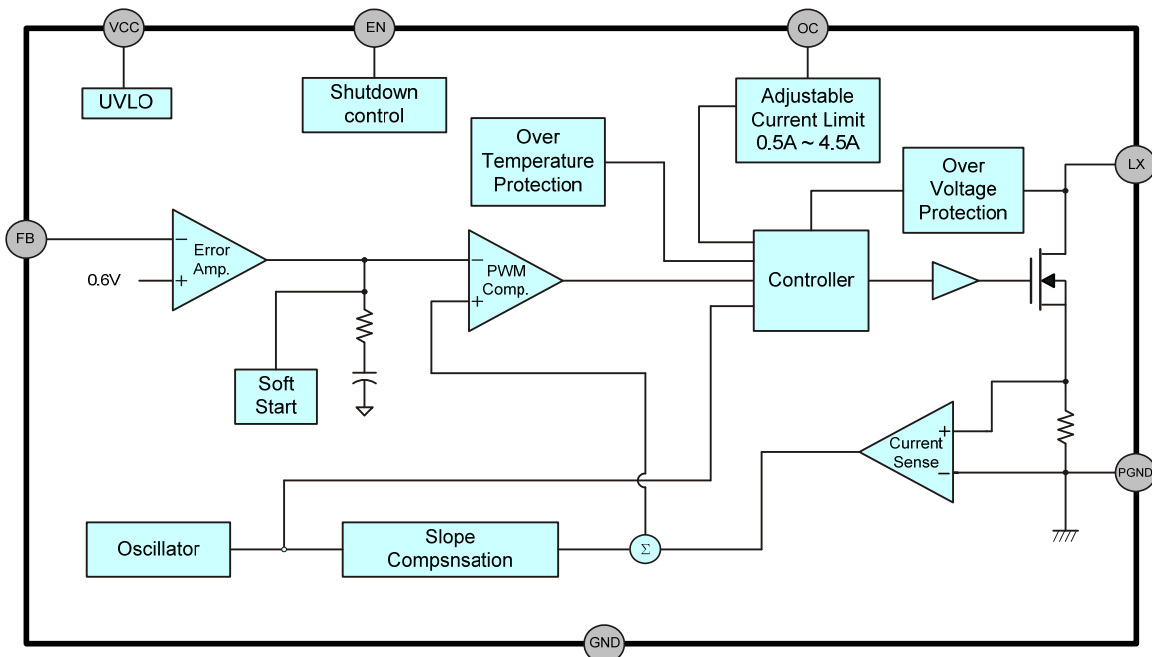 VCC
EN
OC
UVLO
Shutdown
control
Adjustable
Current Limit
0.5A ~ 4.5A
Over
Temperature
Protection
Over
Voltage
Protection
LX
FB
−
Error
Amp.
+
0.6V
−
PWM
Comp.
+
Controller
Soft
Start
+
Current
Sense
−
PGND
Oscillator
Slope
Compsnsation
Σ
GND